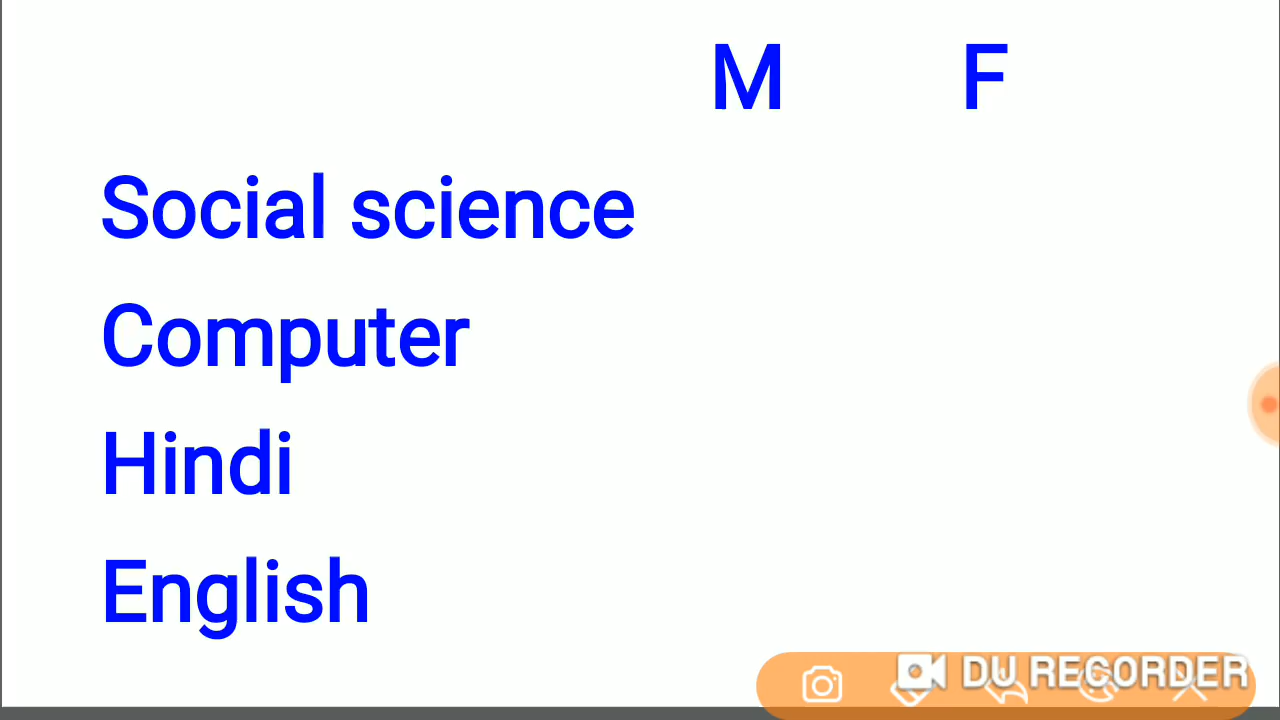 M F
Social science
Computer
Hindi
English
DU RECORDER